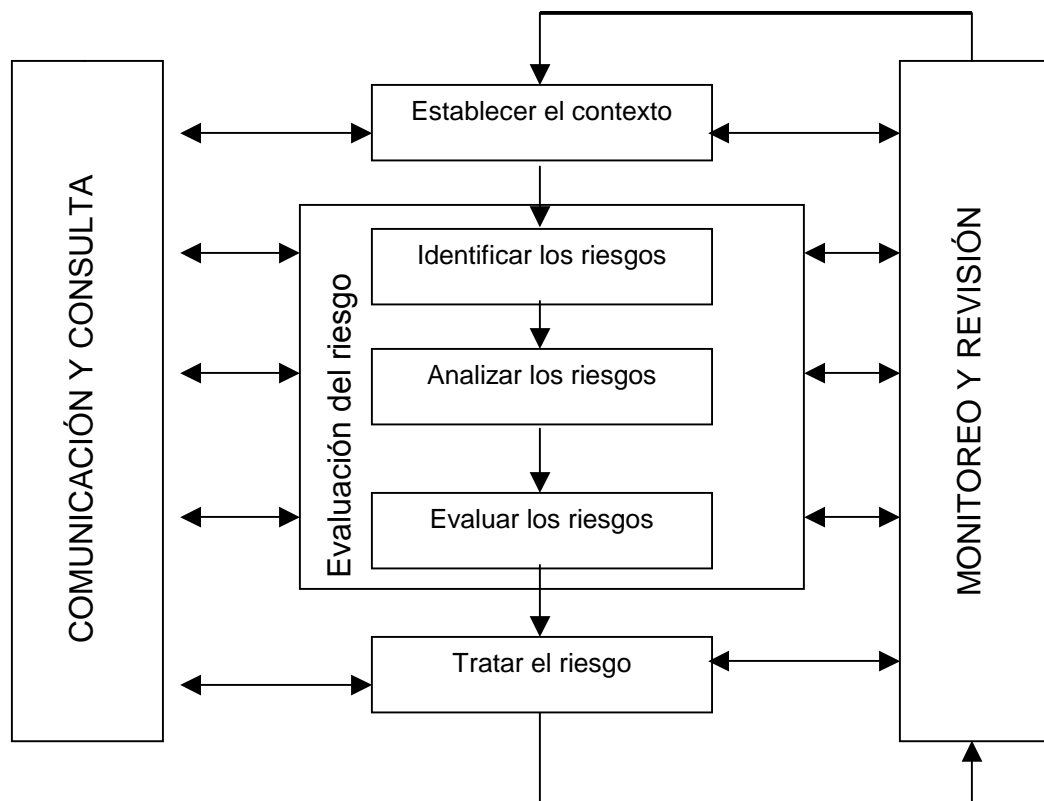 COMUNICACIÓN Y CONSULTA
Establecer el contexto
Evaluación del riesgo
Identificar los riesgos
Analizar los riesgos
Evaluar los riesgos
Tratar el riesgo
MONITOREO Y REVISIÓN